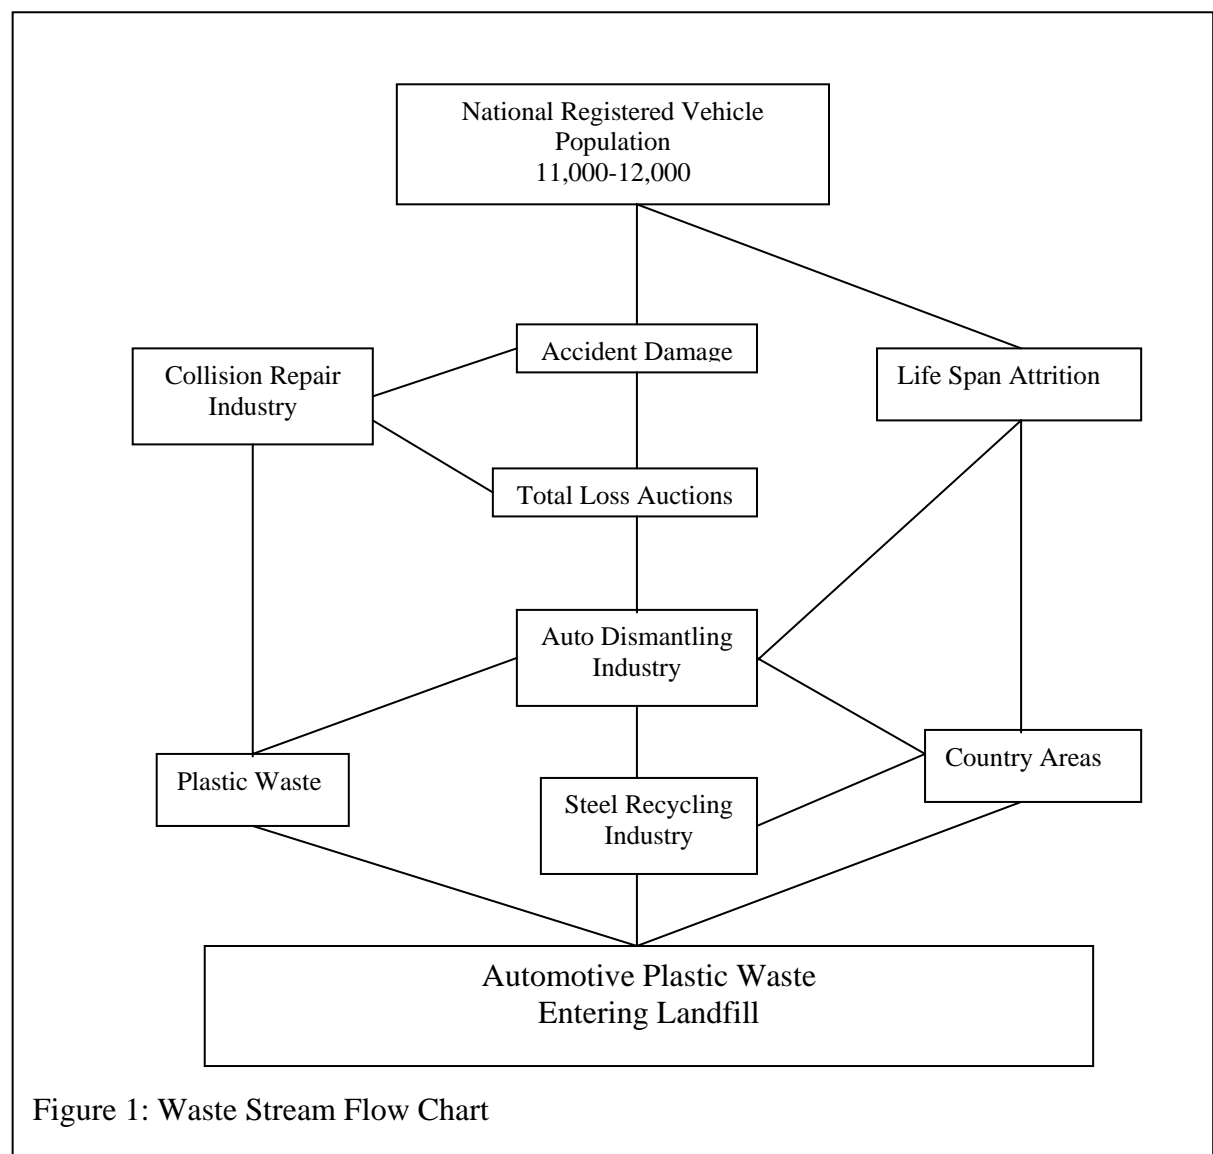 National Registered Vehicle
Population
11,000-12,000
Accident Damage
Collision Repair
Industry
Life Span Attrition
Total Loss Auctions
Auto Dismantling
Industry
Plastic Waste
Country Areas
Steel Recycling
Industry
Automotive Plastic Waste
Entering Landfill
Figure 1: Waste Stream Flow Chart